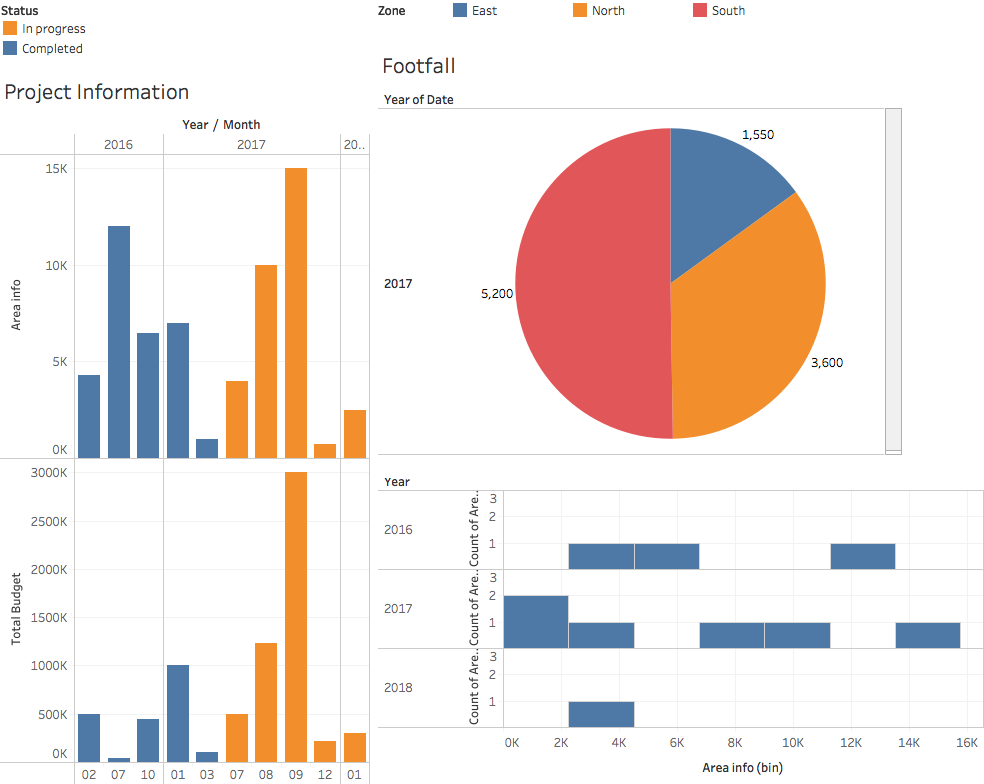 Status
In progress
Completed
Project Information
Year / Month
2016 2017 20..
15K
10K
5K
0K
Area info
3000K
2500K
2000K
1500K
1000K
500K
0K
Total Budget
02 07 10 01 03 07 08 09 12 01
Zone East North South
Footfall
Year of Date
2017
1,550
5,200
3,600
Year
2016
Count of Are..
3
2
1
2017
Count of Are..
3
2
1
2018
Count of Are..
3
2
1
0K 2K 4K 6K 8K 10K 12K 14K 16K
Area info (bin)